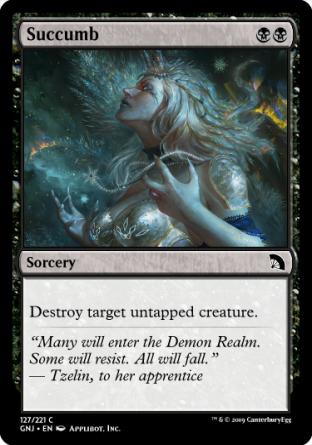 Succumb
Sorcery
Destroy target untapped creature.
“Many will enter the Demon Realm.
Some will resist. All will fall.”
— Tzelin, to her apprentice
127/221 C
GNJ • EN Applibot, Inc.
™ & © 2019 CanterburyEgg